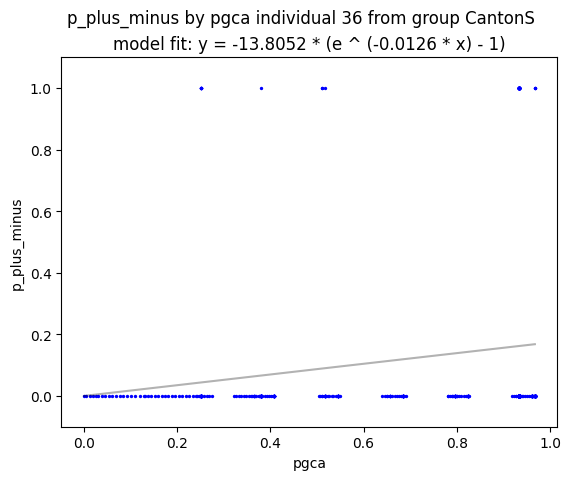 p_plus_minus by pgca individual 36 from group CantonS
model fit: y = -13.8052 * (e ^ (-0.0126 * x) - 1)
1.0
0.8
0.6
0.4
0.2
0.0
p_plus_minus
0.0 0.2 0.4 0.6 0.8 1.0
pgca